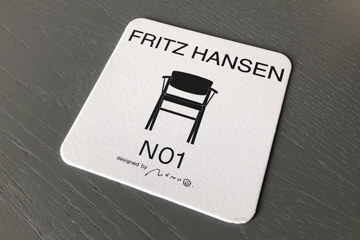 FRITZ HANSEN
N01
designed by nendo